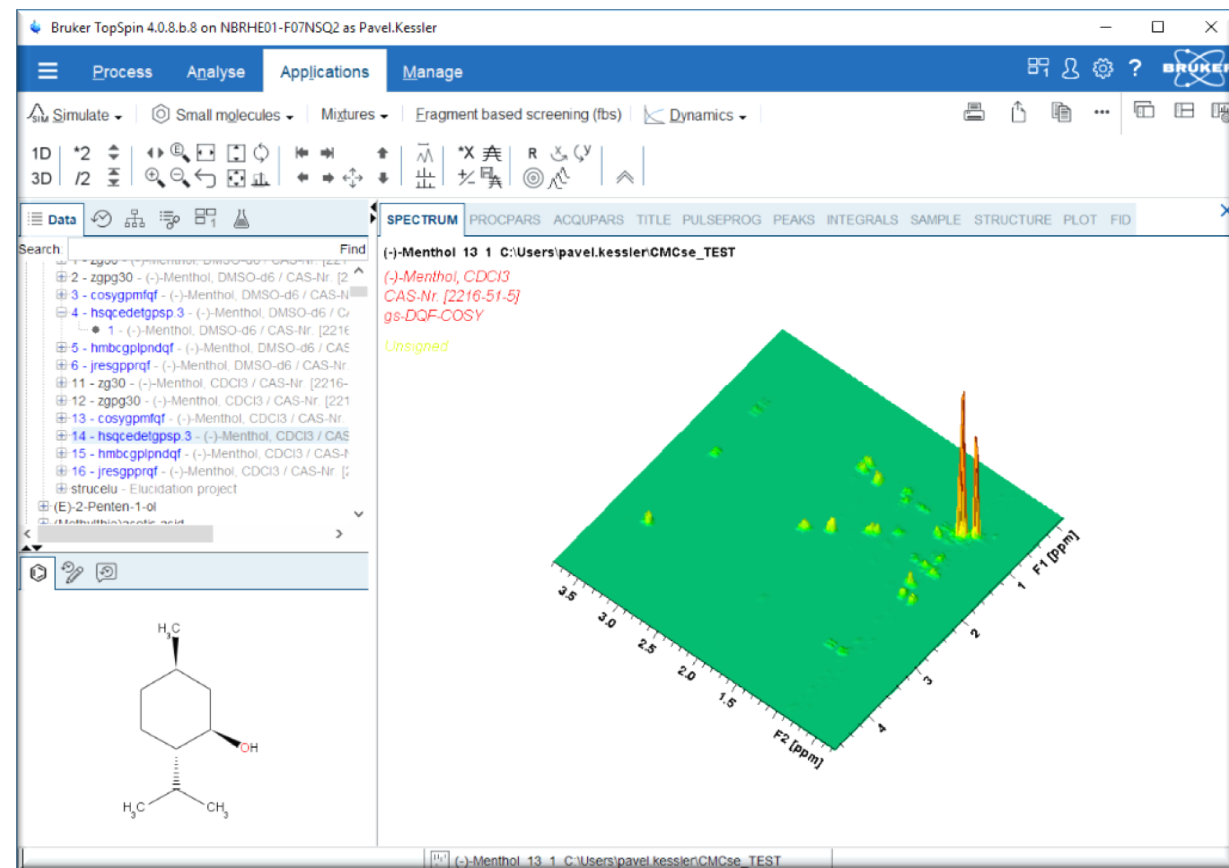 Bruker TopSpin 4.0.8.b.8 on NBRHE01-F07NSQ2 as Pavel.Kessler
Process Analyse Applications Manage
BRUKER
SIM Simulate Small molecules Mixtures Fragment based screening (fbs) Dynamics
1D *2 *X R
3D /2
Data
SPECTRUM PROCPARS ACQUPARS TITLE PULSEPROG PEAKS INTEGRALS SAMPLE STRUCTURE PLOT FID
Search: Find
(-)-Menthol 13 1 C:\Users\pavel.kessler\CMCse_TEST
(-)-Menthol, CDCl3
CAS-Nr. [2216-51-5]
gs-DQF-COSY
Unsigned
2 - zgpg30 - (-)-Menthol, DMSO-d6 / CAS-Nr. [2
3 - cosygpmfqf - (-)-Menthol, DMSO-d6 / CAS-N
4 - hsqcedetgpsp.3 - (-)-Menthol, DMSO-d6 / C
1 - (-)-Menthol, DMSO-d6 / CAS-Nr. [2216
5 - hmbcgplpndqf - (-)-Menthol, DMSO-d6 / CAS
6 - jresgpprqf - (-)-Menthol, DMSO-d6 / CAS-Nr
11 - zg30 - (-)-Menthol, CDCl3 / CAS-Nr. [2216-
12 - zgpg30 - (-)-Menthol, CDCl3 / CAS-Nr. [221
13 - cosygpmfqf - (-)-Menthol, CDCl3 / CAS-Nr.
14 - hsqcedetgpsp.3 - (-)-Menthol, CDCl3 / CAS
15 - hmbcgplpndqf - (-)-Menthol, CDCl3 / CAS-N
16 - jresgpprqf - (-)-Menthol, CDCl3 / CAS-Nr. [
strucelu - Elucidation project
(E)-2-Penten-1-ol
3.5 3.0 2.5 2.0 1.5 F2 [ppm]
1 2 3 4 F1 [ppm]
H3C
OH
H3C CH3
(-)-Menthol 13 1 C:\Users\pavel.kessler\CMCse_TEST